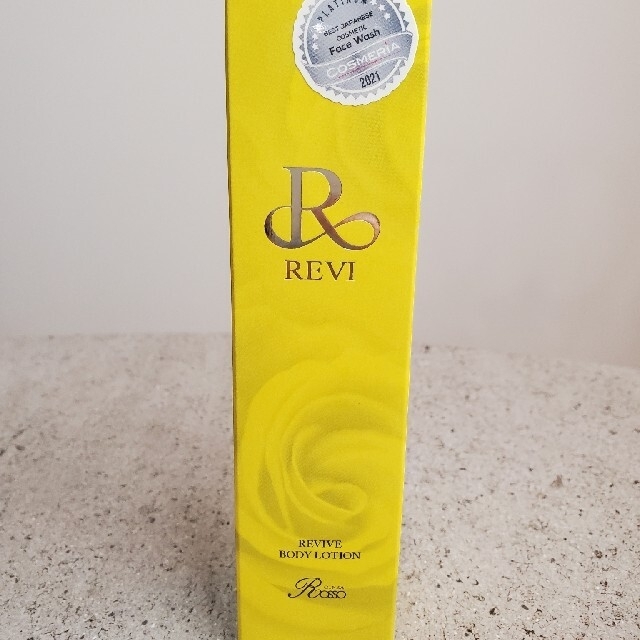 PLATINUM
BEST JAPANESE
COSMETIC
Face Wash
COSMERIA
2021
R
REVI
REVIVE
BODY LOTION
Rosso